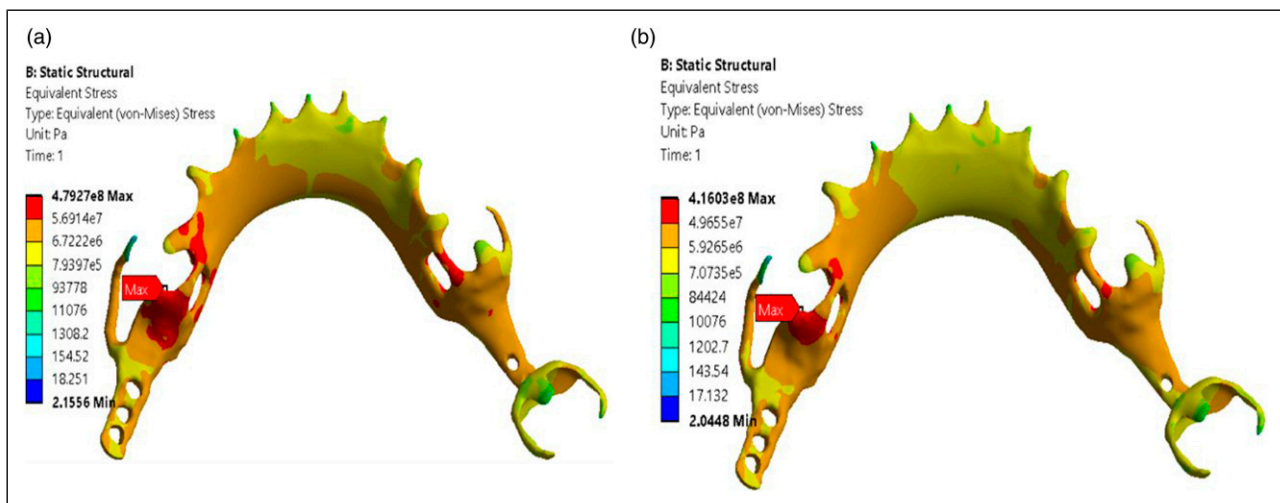 (a)
B: Static Structural
Equivalent Stress
Type: Equivalent (von-Mises) Stress
Unit: Pa
Time: 1
4.7927e8 Max
5.6914e7
6.7222e6
7.9397e5
93778
11076
1308.2
154.52
18.251
2.1556 Min
Max
(b)
B: Static Structural
Equivalent Stress
Type: Equivalent (von-Mises) Stress
Unit: Pa
Time: 1
4.1603e8 Max
4.9655e7
5.9265e6
7.0735e5
84424
10076
1202.7
143.54
17.132
2.0448 Min
Max